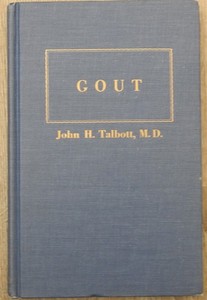 GOUT
John H. Talbott, M.D.